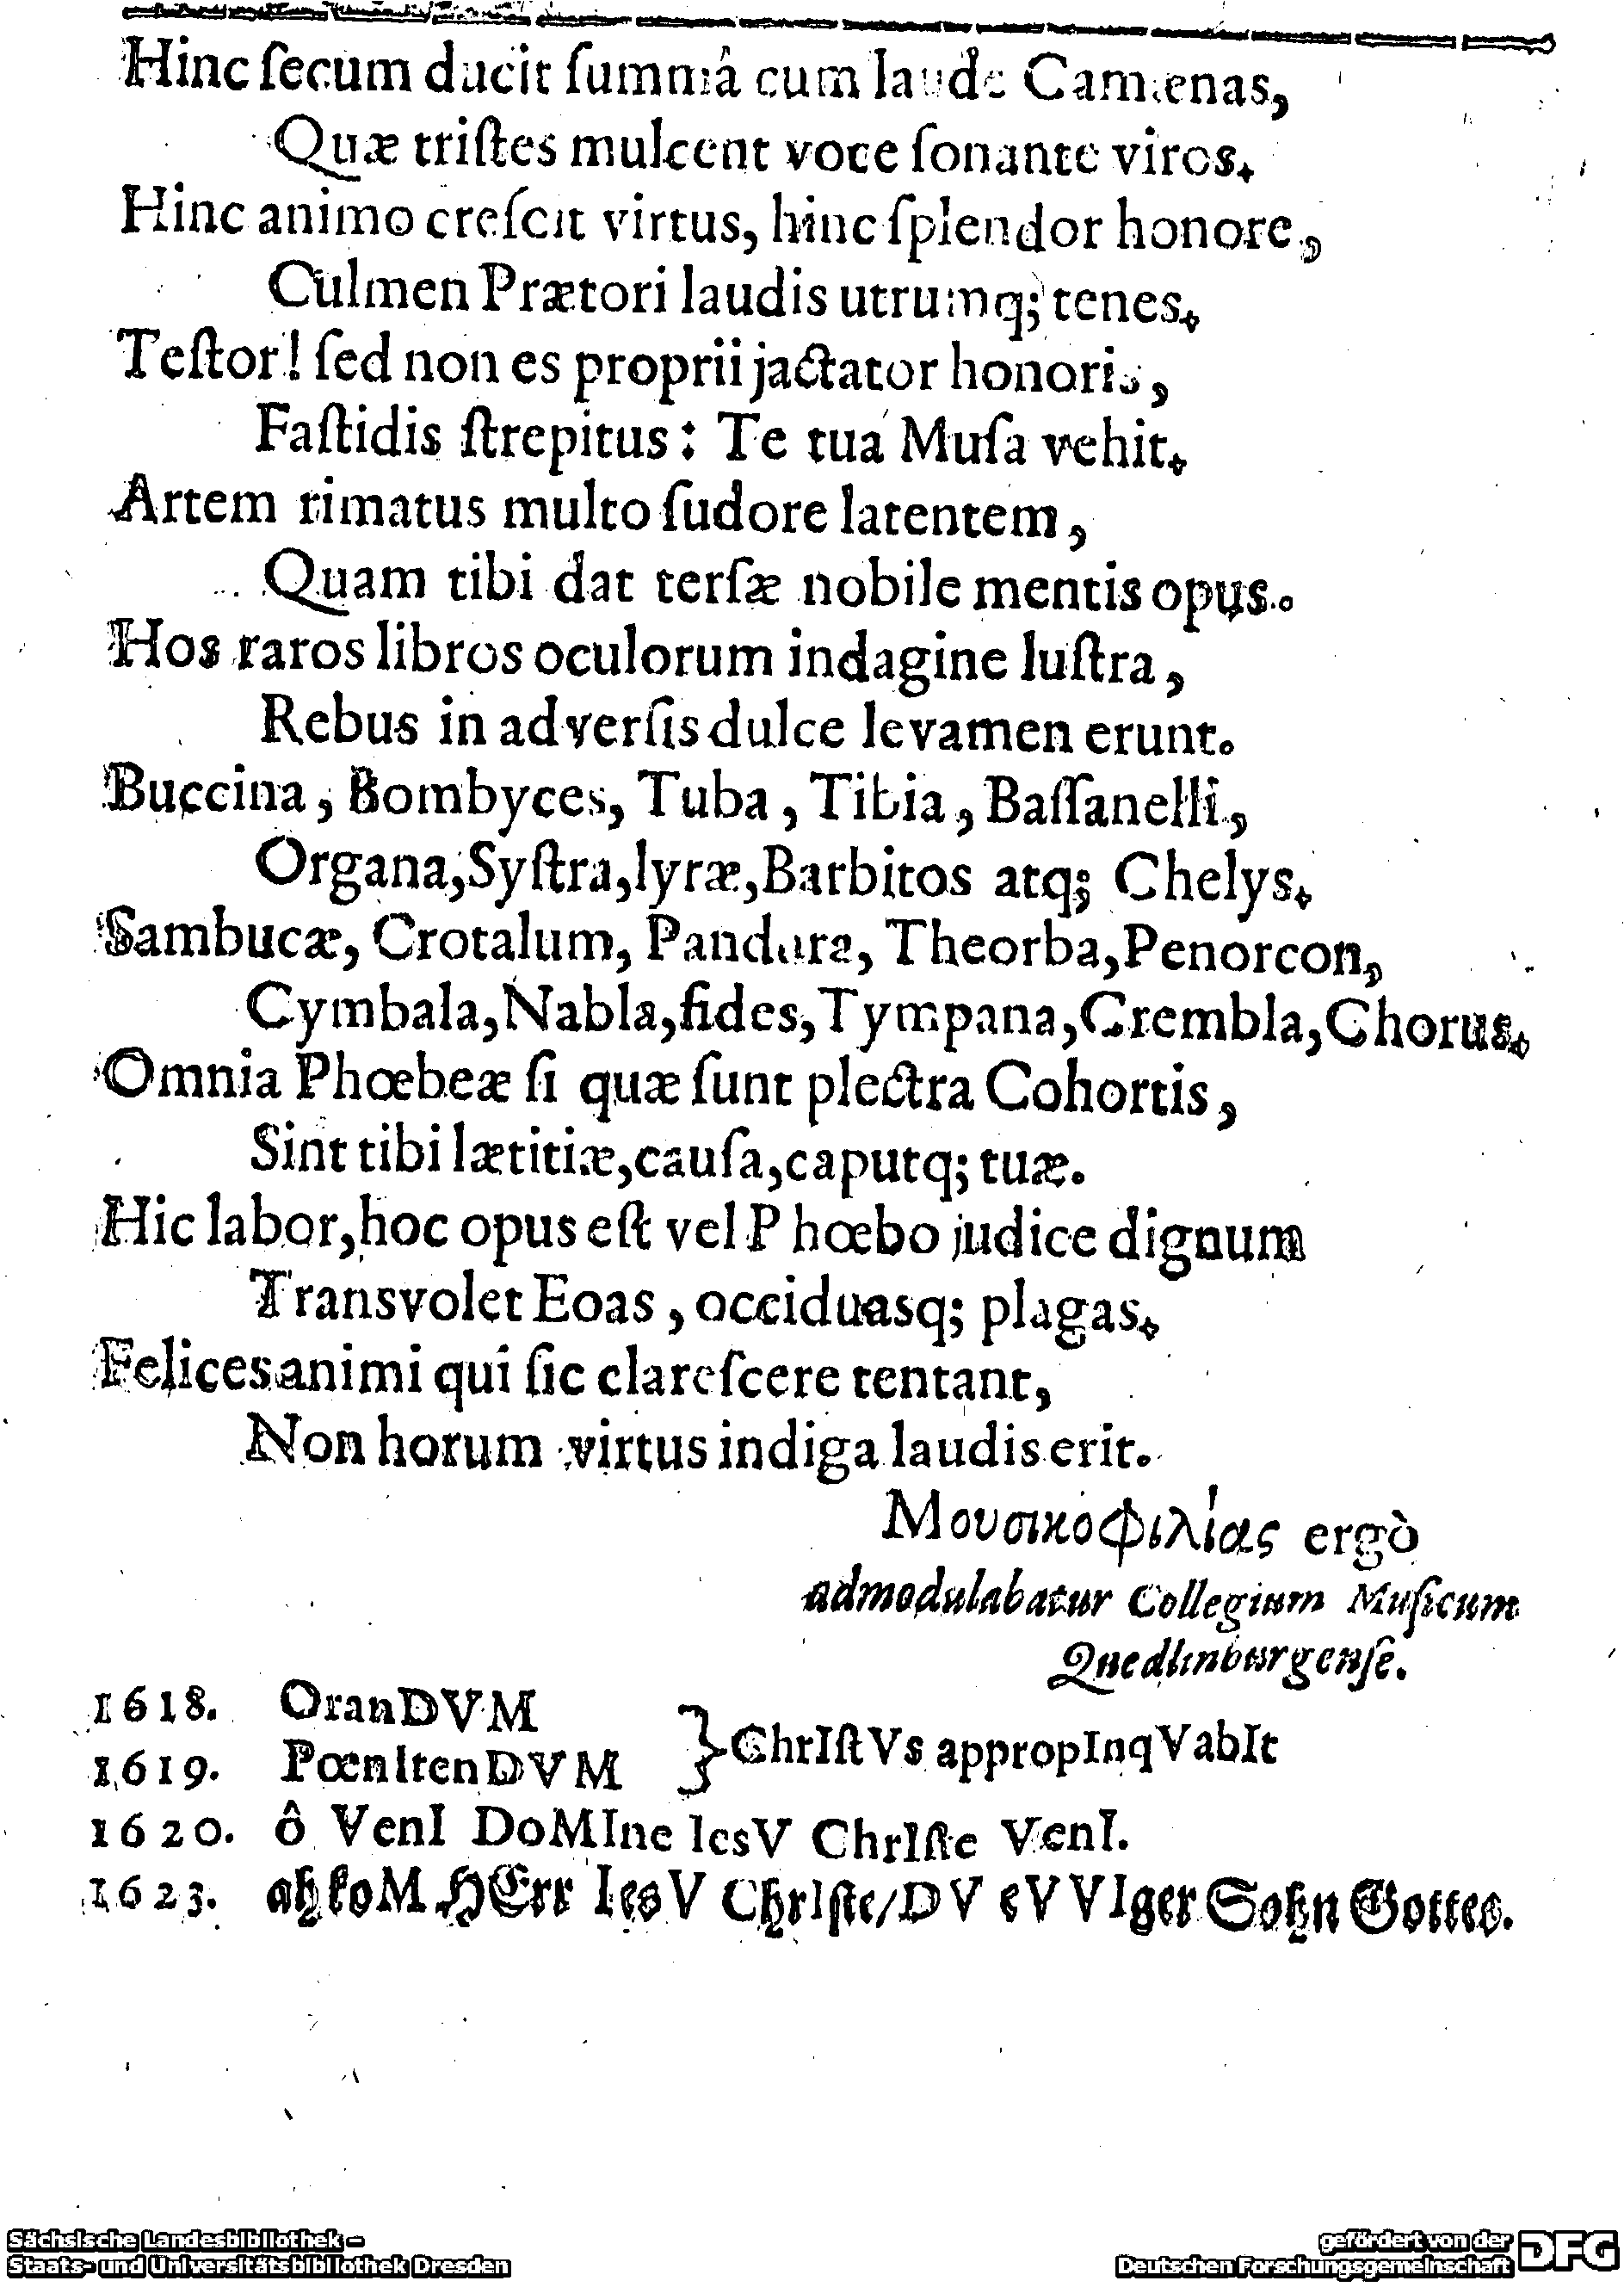 Hinc ſecum ducit ſummâ cum laude Camœnas,
Quæ triſtes mulcent voce ſonante viros.
Hinc animo creſcit virtus, hinc ſplendor honore,
Culmen Prætori laudis utrumq; tenes.
Teſtor! ſed non es proprii jactator honoris,
Faſtidis ſtrepitus: Te tua Muſa vehit.
Artem rimatus multo ſudore latentem,
Quam tibi dat terſæ nobile mentis opus.
Hos raros libros oculorum indagine luſtra,
Rebus in adverſis dulce levamen erunt.
Buccina, Bombyces, Tuba, Tibia, Baſſanelli,
Organa, Syſtra, lyræ, Barbitos atq; Chelys.
Sambucæ, Crotalum, Pandura, Theorba, Penorcon,
Cymbala, Nabla, fides, Tympana, Crembla, Chorus.
Omnia Phœbeæ ſi quæ ſunt plectra Cohortis,
Sint tibi lætitiæ, cauſa, caputq; tuæ.
Hic labor, hoc opus eſt vel Phœbo judice dignum
Transvolet Eoas, occiduasq; plagas.
Felices animi qui ſic clareſcere tentant,
Non horum virtus indiga laudis erit.
Μουσικοφιλίας ergò
admodulabatur Collegium Muſicum
Quedlinburgenſe.
1618. OranDVM
1619. PœnItenDVM } ChrIſtVs appropInqVabIt
1620. ô VenI DoMIne IesV ChrIſte VenI.
1623. ah koM HErr IesV ChrIſte/ DV eVVIger Sohn Gottes.
Sächsische Landesbibliothek –
Staats- und Universitätsbibliothek Dresden
gefördert von der
Deutschen Forschungsgemeinschaft DFG